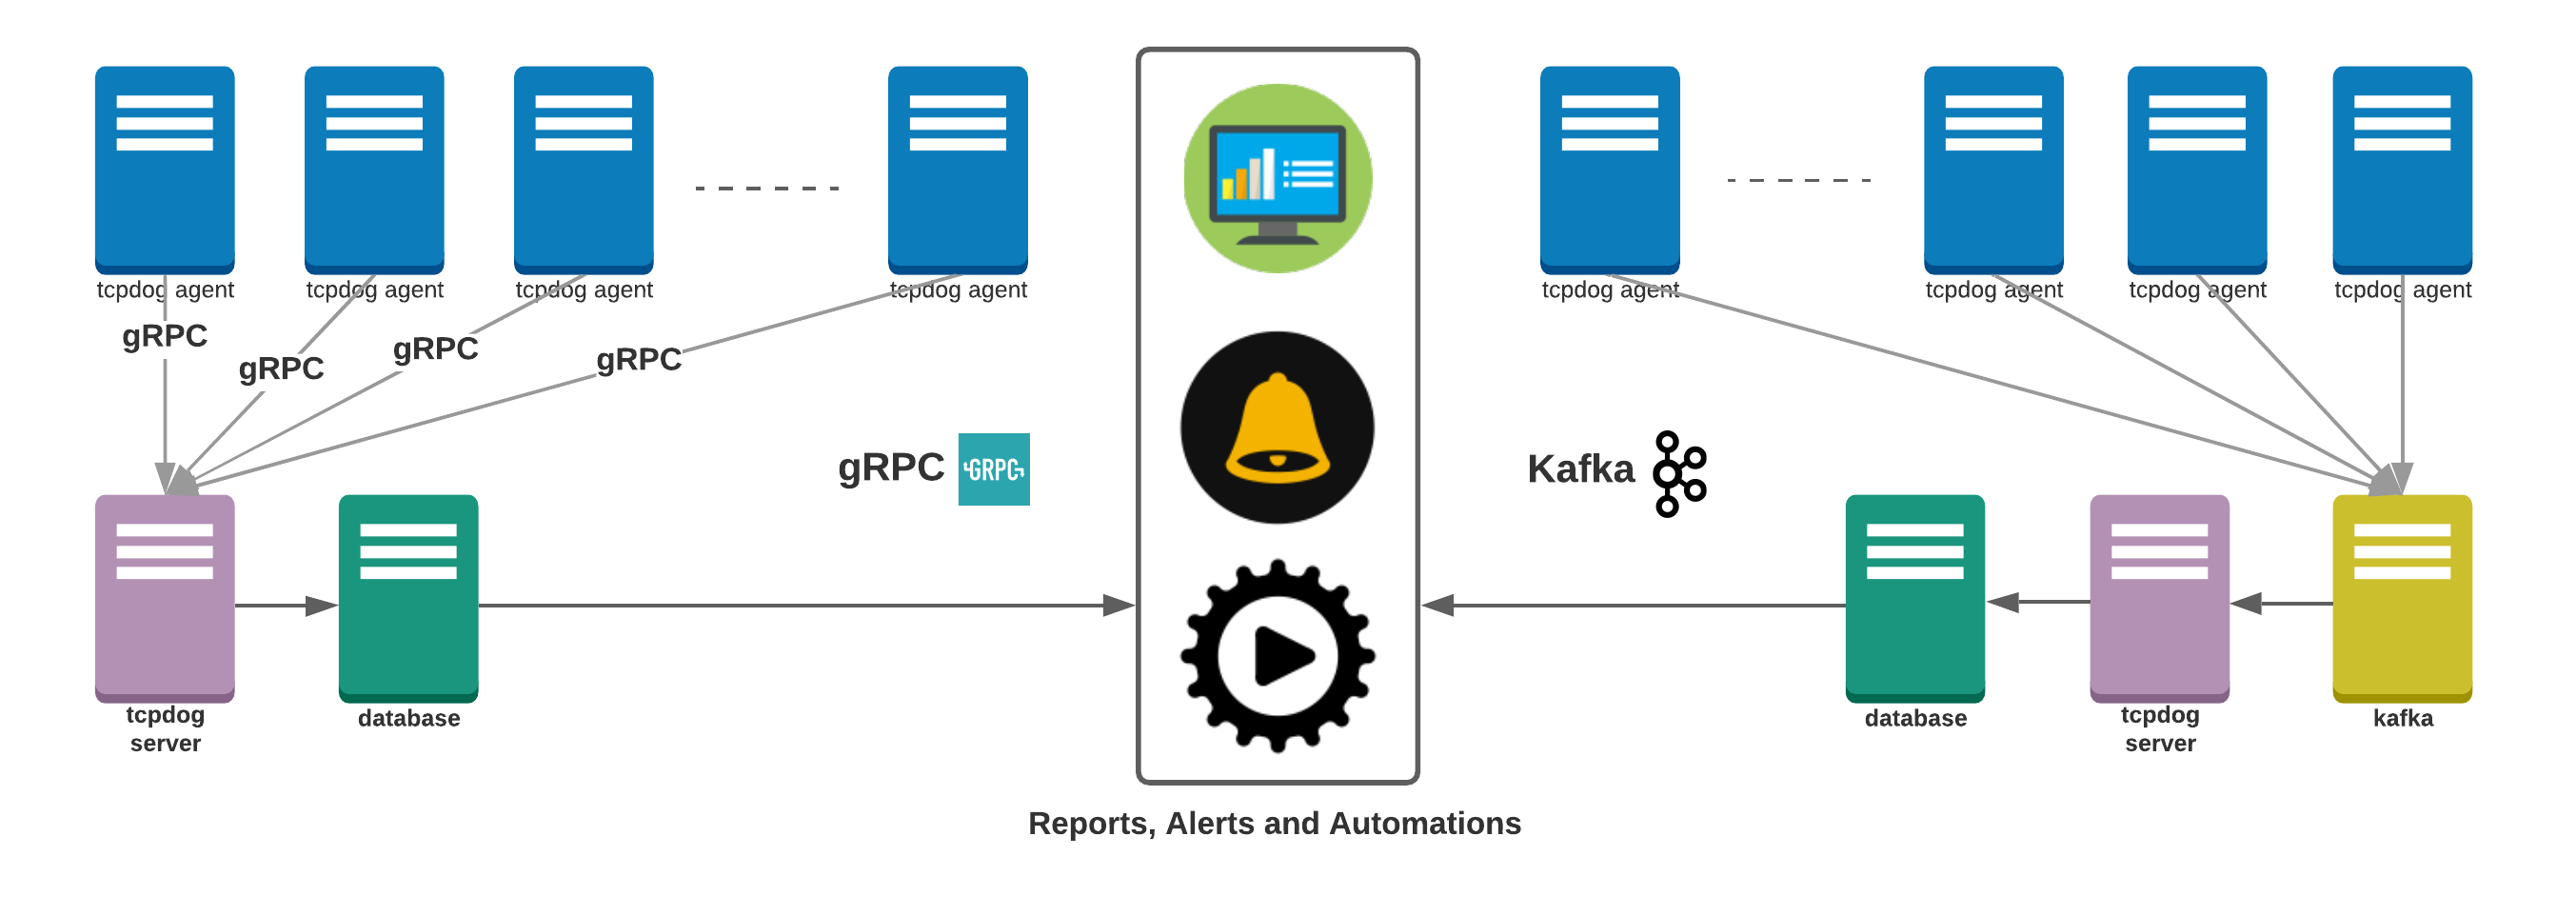 tcpdog agent
tcpdog agent
tcpdog agent
tcpdog agent
tcpdog agent
tcpdog agent
tcpdog agent
tcpdog agent
gRPC
gRPC
gRPC
gRPC
gRPC
GRPC
Kafka
tcpdog
server
database
database
tcpdog
server
kafka
Reports, Alerts and Automations